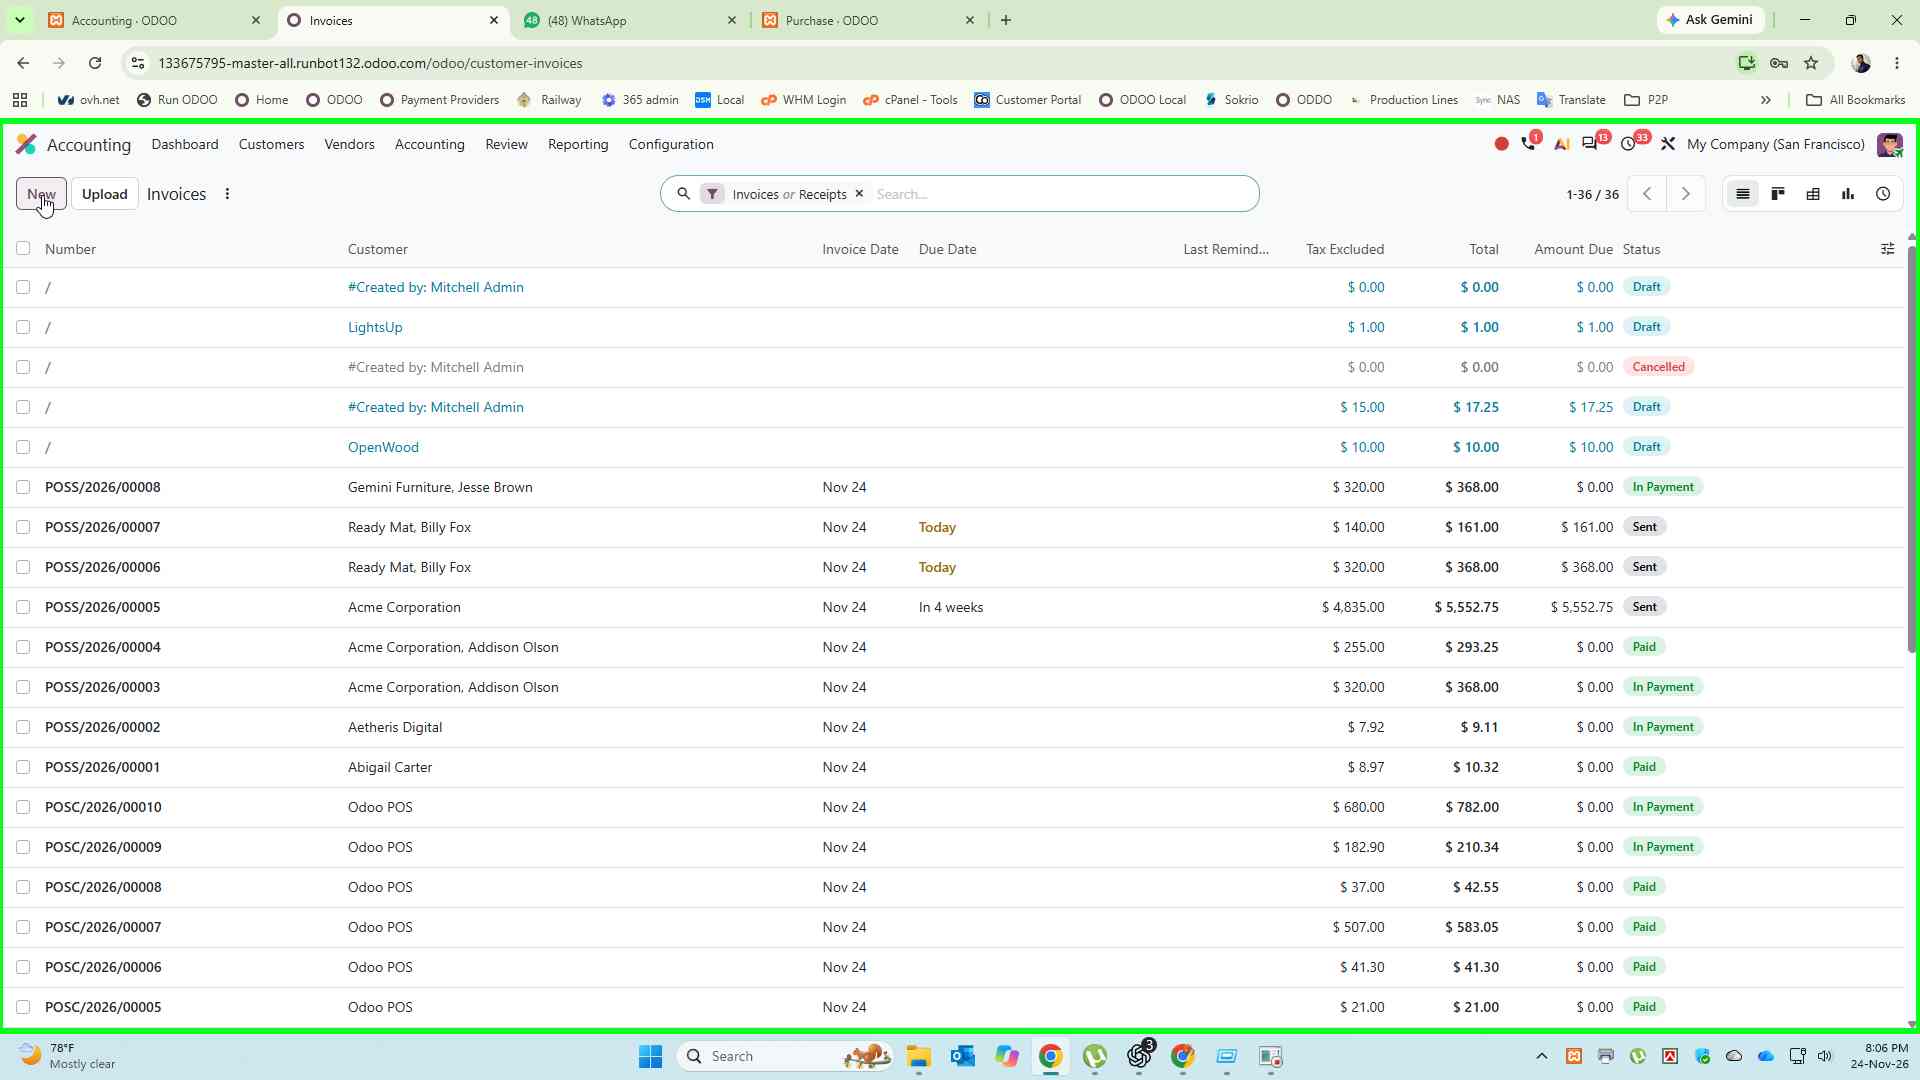 Accounting · ODOO
Invoices
48
(48) WhatsApp
Purchase · ODOO
Ask Gemini
133675795-master-all.runbot132.odoo.com/odoo/customer-invoices
ovh.net
Run ODOO
Home
ODOO
Payment Providers
Railway
365 admin
DSM Local
WHM Login
cPanel - Tools
Customer Portal
ODOO Local
Sokrio
ODDO
Production Lines
Sync NAS
Translate
P2P
All Bookmarks
Accounting Dashboard Customers Vendors Accounting Review Reporting Configuration
1 AI 13 33 My Company (San Francisco)
New Upload Invoices
Invoices or Receipts Search...
1-36 / 36
Number Customer Invoice Date Due Date Last Remind... Tax Excluded Total Amount Due Status
/ #Created by: Mitchell Admin $ 0.00 $ 0.00 $ 0.00 Draft
/ LightsUp $ 1.00 $ 1.00 $ 1.00 Draft
/ #Created by: Mitchell Admin $ 0.00 $ 0.00 $ 0.00 Cancelled
/ #Created by: Mitchell Admin $ 15.00 $ 17.25 $ 17.25 Draft
/ OpenWood $ 10.00 $ 10.00 $ 10.00 Draft
POSS/2026/00008 Gemini Furniture, Jesse Brown Nov 24 $ 320.00 $ 368.00 $ 0.00 In Payment
POSS/2026/00007 Ready Mat, Billy Fox Nov 24 Today $ 140.00 $ 161.00 $ 161.00 Sent
POSS/2026/00006 Ready Mat, Billy Fox Nov 24 Today $ 320.00 $ 368.00 $ 368.00 Sent
POSS/2026/00005 Acme Corporation Nov 24 In 4 weeks $ 4,835.00 $ 5,552.75 $ 5,552.75 Sent
POSS/2026/00004 Acme Corporation, Addison Olson Nov 24 $ 255.00 $ 293.25 $ 0.00 Paid
POSS/2026/00003 Acme Corporation, Addison Olson Nov 24 $ 320.00 $ 368.00 $ 0.00 In Payment
POSS/2026/00002 Aetheris Digital Nov 24 $ 7.92 $ 9.11 $ 0.00 In Payment
POSS/2026/00001 Abigail Carter Nov 24 $ 8.97 $ 10.32 $ 0.00 Paid
POSC/2026/00010 Odoo POS Nov 24 $ 680.00 $ 782.00 $ 0.00 In Payment
POSC/2026/00009 Odoo POS Nov 24 $ 182.90 $ 210.34 $ 0.00 In Payment
POSC/2026/00008 Odoo POS Nov 24 $ 37.00 $ 42.55 $ 0.00 Paid
POSC/2026/00007 Odoo POS Nov 24 $ 507.00 $ 583.05 $ 0.00 Paid
POSC/2026/00006 Odoo POS Nov 24 $ 41.30 $ 41.30 $ 0.00 Paid
POSC/2026/00005 Odoo POS Nov 24 $ 21.00 $ 21.00 $ 0.00 Paid
78°F
Mostly clear
Search
3
8:06 PM
24-Nov-26